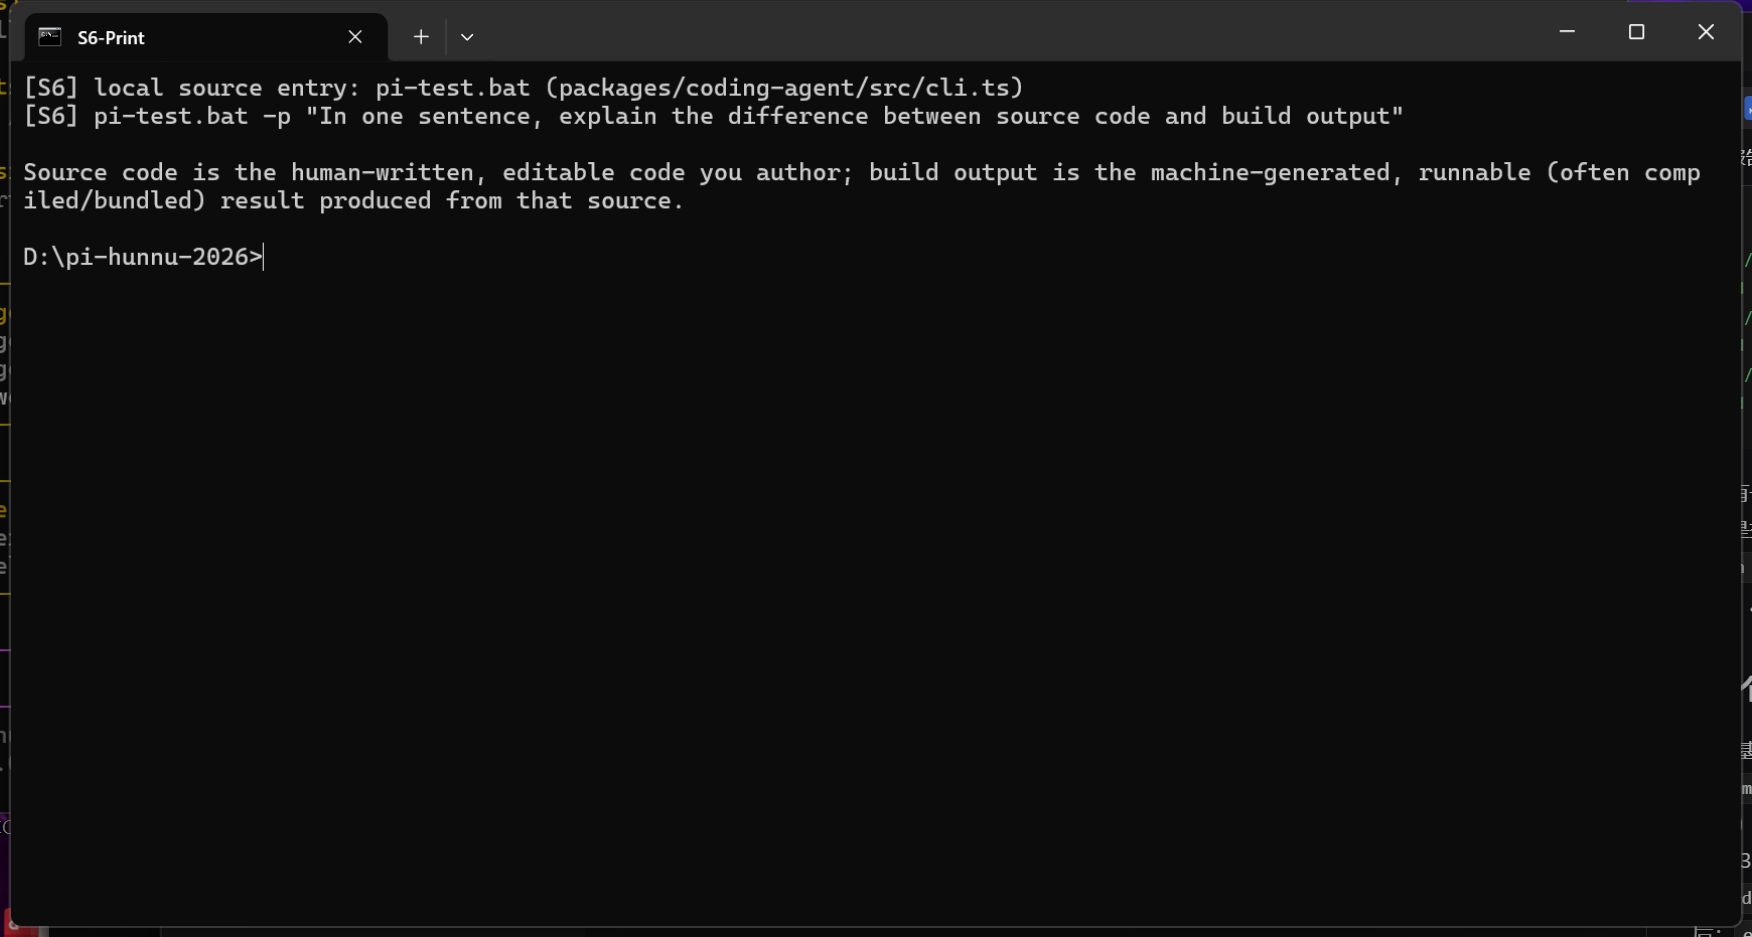 S6-Print
[S6] local source entry: pi-test.bat (packages/coding-agent/src/cli.ts)
[S6] pi-test.bat -p "In one sentence, explain the difference between source code and build output"
Source code is the human-written, editable code you author; build output is the machine-generated, runnable (often comp
iled/bundled) result produced from that source.
D:\pi-hunnu-2026>